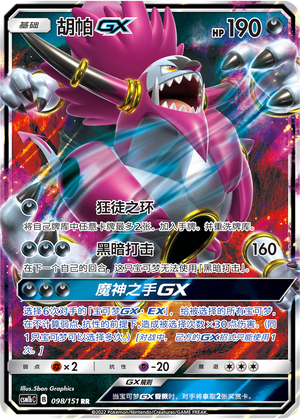 基础
胡帕GX
HP 190
狂徒之环
将自己牌库中任意卡牌最多2张,加入手牌。并重洗牌库。
黑暗打击 160
在下一个自己的回合,这只宝可梦无法使用「黑暗打击」。
魔神之手GX
选择6次对手的【宝可梦GX・EX】,给被选择的所有宝可梦,
在不计算弱点、抗性的前提下,造成被选择次数×30点伤害。(同
1只宝可梦可以选择多次。)[对战中,己方的GX招式只能使用1次。]
弱点 ×2 抗性 -20 撤退
Illus.5ban Graphics
GX规则
csm1bC G 098/151 RR
当宝可梦GX昏厥时,对手将拿取2张奖赏卡。
©2022 Pokémon/Nintendo/Creatures/GAME FREAK.